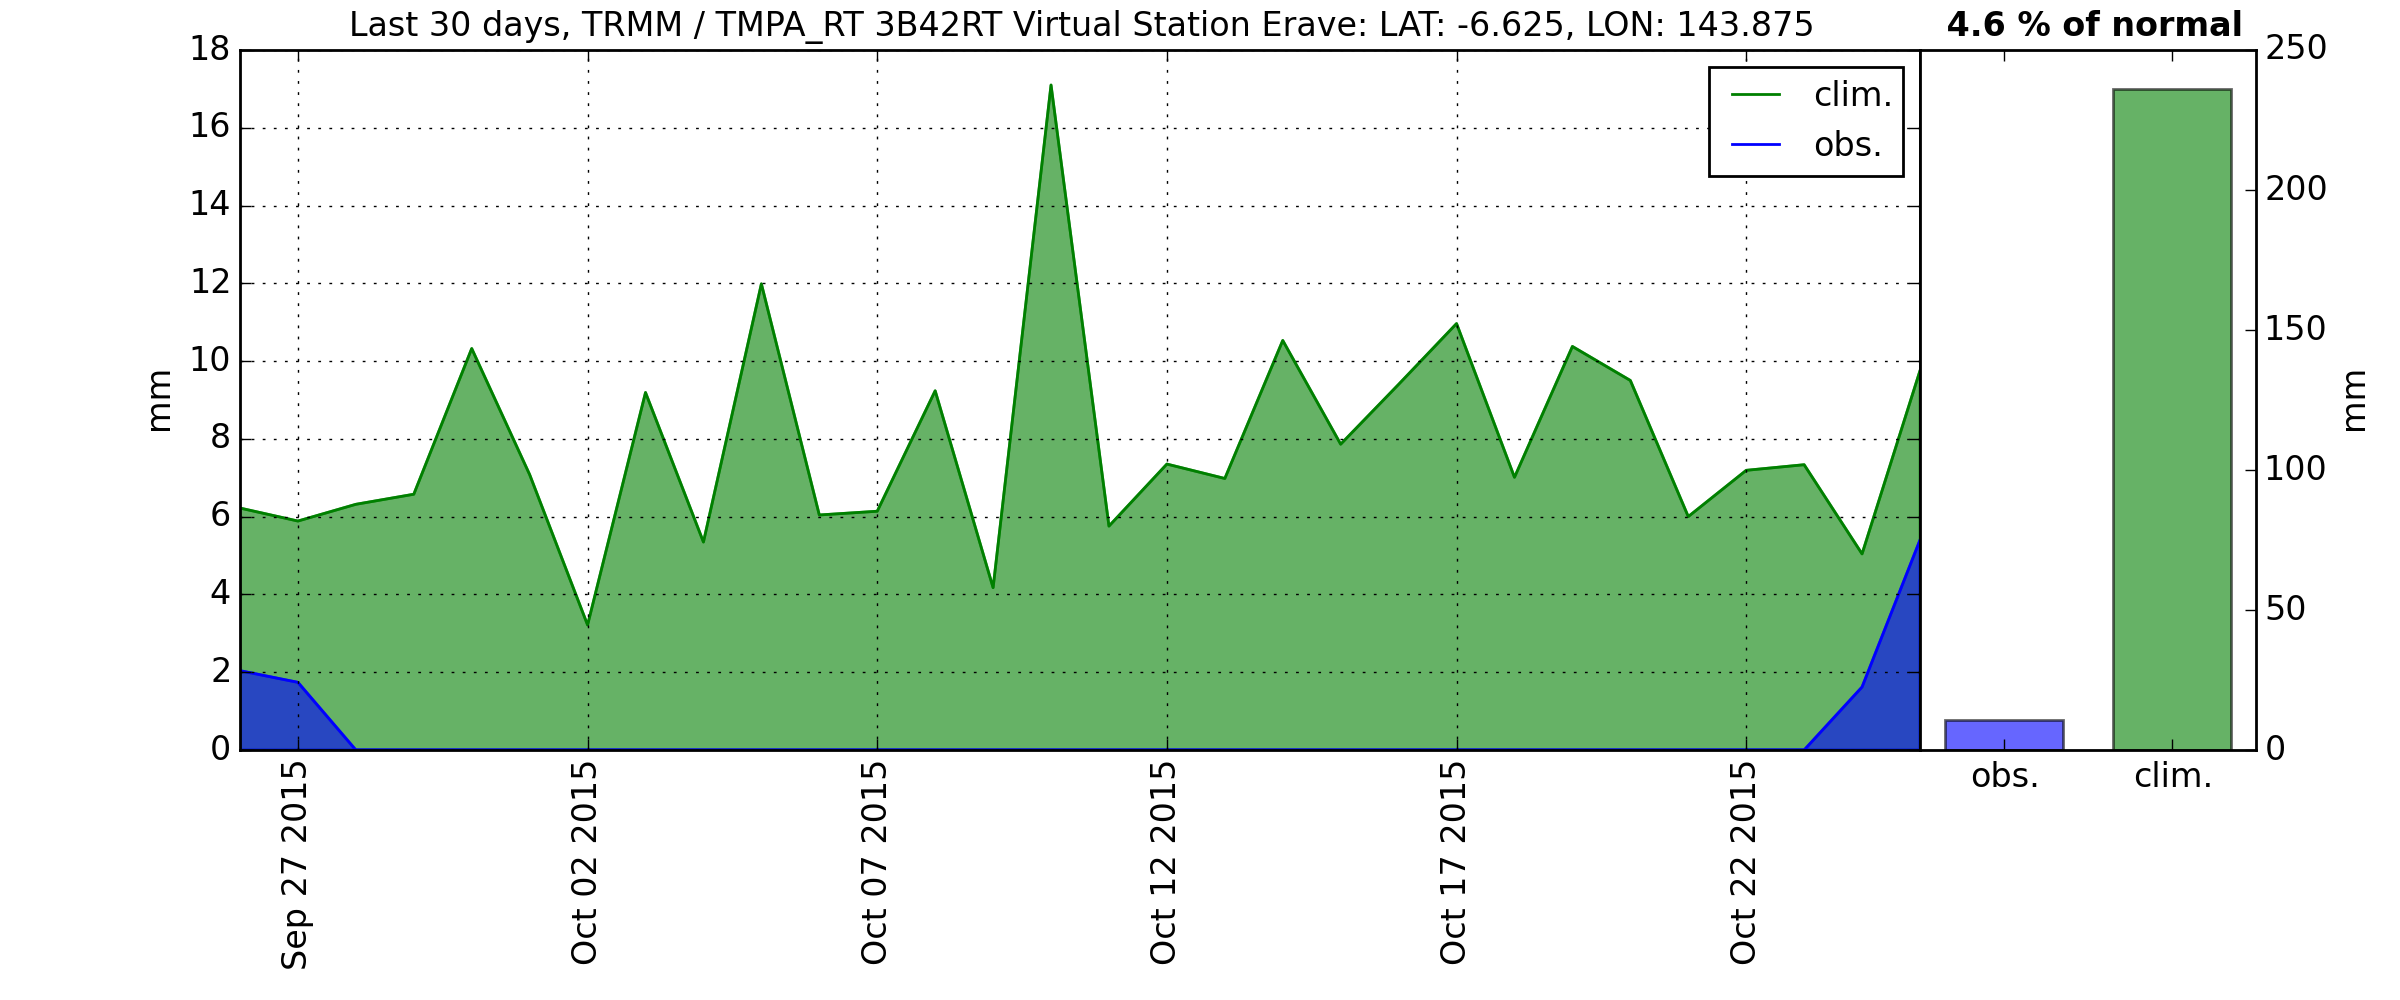 Last 30 days, TRMM / TMPA_RT 3B42RT Virtual Station Erave: LAT: -6.625, LON: 143.875
4.6 % of normal
18
16
14
12
10
8
6
4
2
0
mm
clim.
obs.
Sep 27 2015
Oct 02 2015
Oct 07 2015
Oct 12 2015
Oct 17 2015
Oct 22 2015
250
200
150
100
50
0
mm
obs.
clim.